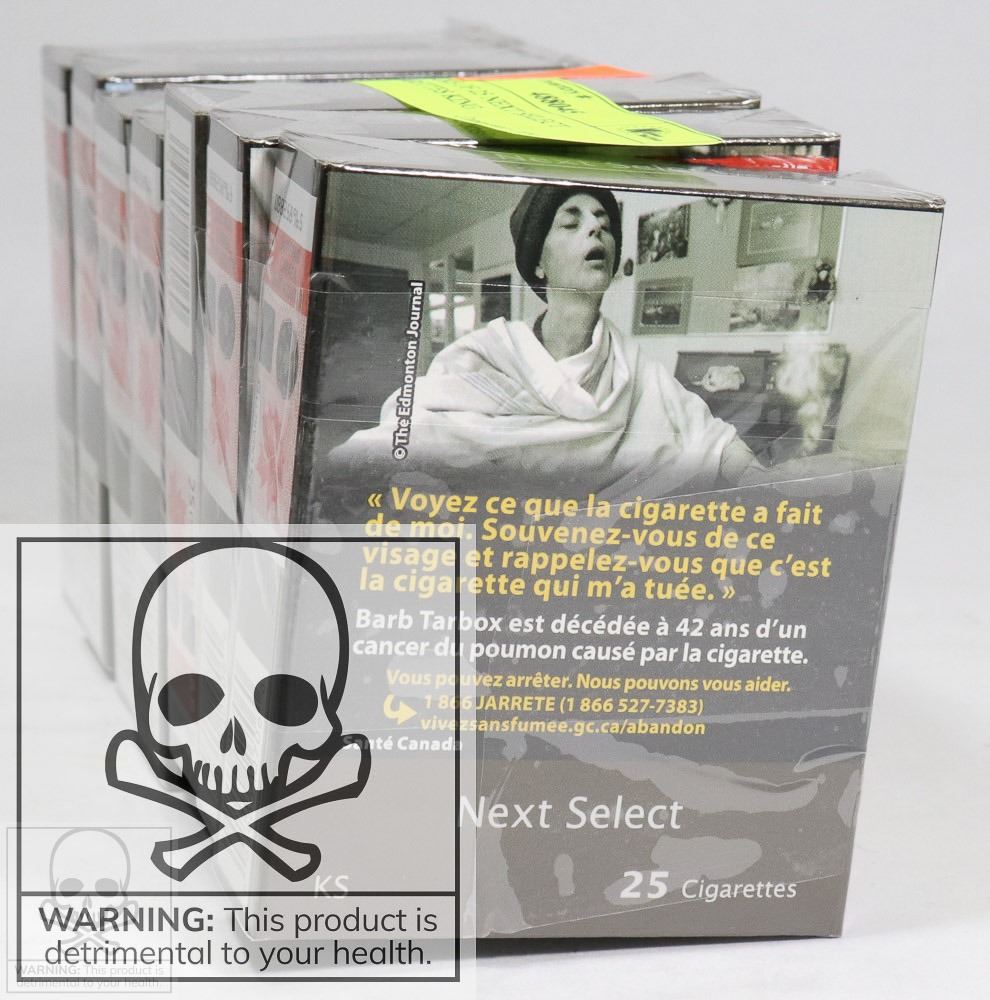 © The Edmonton Journal
« Voyez ce que la cigarette a fait
de moi. Souvenez-vous de ce
visage et rappelez-vous que c'est
la cigarette qui m'a tuée. »
Barb Tarbox est décédée à 42 ans d'un
cancer du poumon causé par la cigarette.
Vous pouvez arrêter. Nous pouvons vous aider.
1 866 JARRETE (1 866 527-7383)
vivezsansfumee.gc.ca/abandon
Santé Canada
Next Select
KS
25 Cigarettes
WARNING: This product is
detrimental to your health.
WARNING: This product is
detrimental to your health.